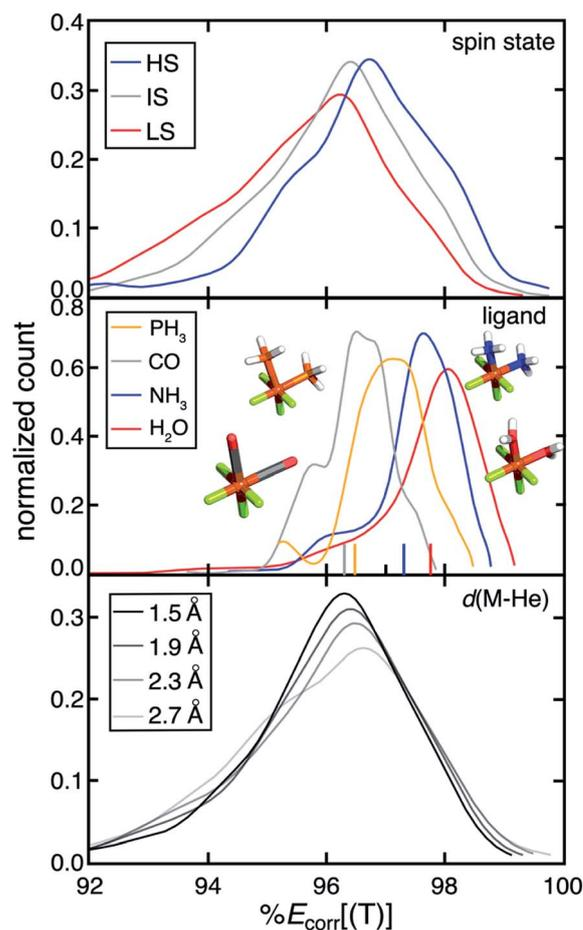 0.4
spin state
HS
IS
LS
0.3
0.2
0.1
0.0
0.8
ligand
PH3
CO
NH3
H2O
0.6
0.4
0.2
0.0
normalized count
d(M-He)
1.5 Å
1.9 Å
2.3 Å
2.7 Å
0.3
0.2
0.1
0.0
92 94 96 98 100
%Ecorr[(T)]